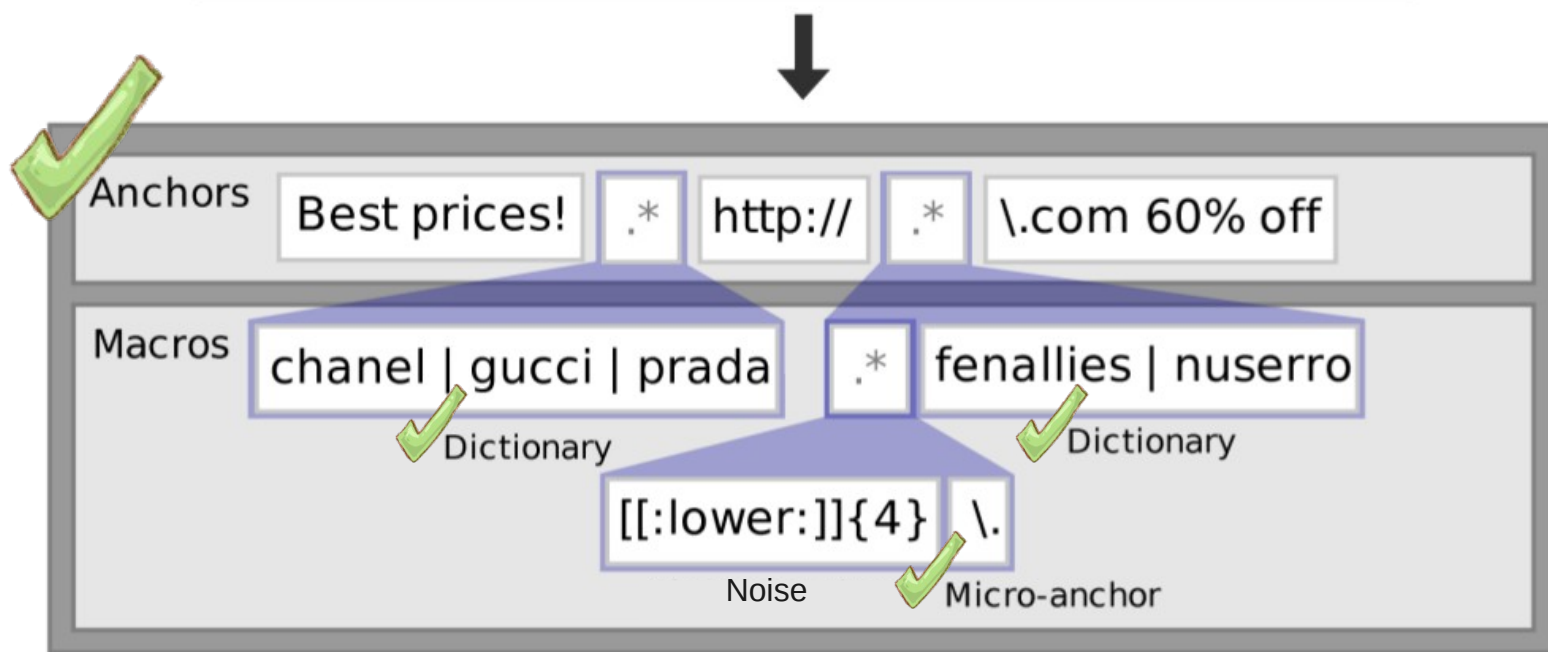 Anchors Best prices! .* http:// .* \.com 60% off
Macros chanel | gucci | prada .* fenallies | nuserro
Dictionary Dictionary
[[:lower:]]{4} \.
Noise Micro-anchor